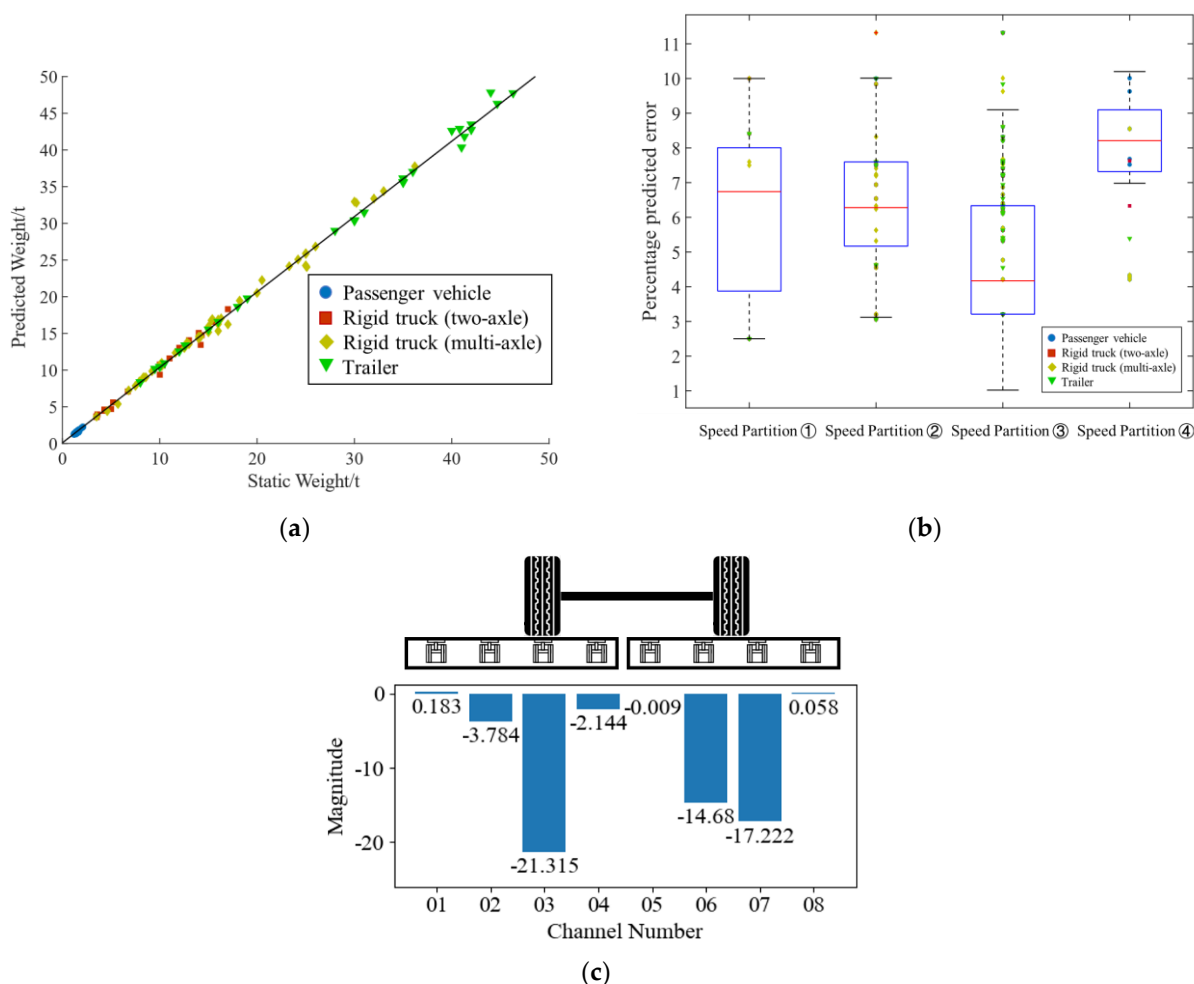 50
45
40
35
30
25
20
15
10
5
0
Predicted Weight/t
0
10
20
30
40
50
Static Weight/t
Passenger vehicle
Rigid truck (two-axle)
Rigid truck (multi-axle)
Trailer
(a)
11
10
9
8
7
6
5
4
3
2
1
Percentage predicted error
Passenger vehicle
Rigid truck (two-axle)
Rigid truck (multi-axle)
Trailer
Speed Partition ①
Speed Partition ②
Speed Partition ③
Speed Partition ④
(b)
0
-10
-20
Magnitude
0.183
-3.784
-21.315
-2.144
-0.009
-14.68
-17.222
0.058
01
02
03
04
05
06
07
08
Channel Number
(c)